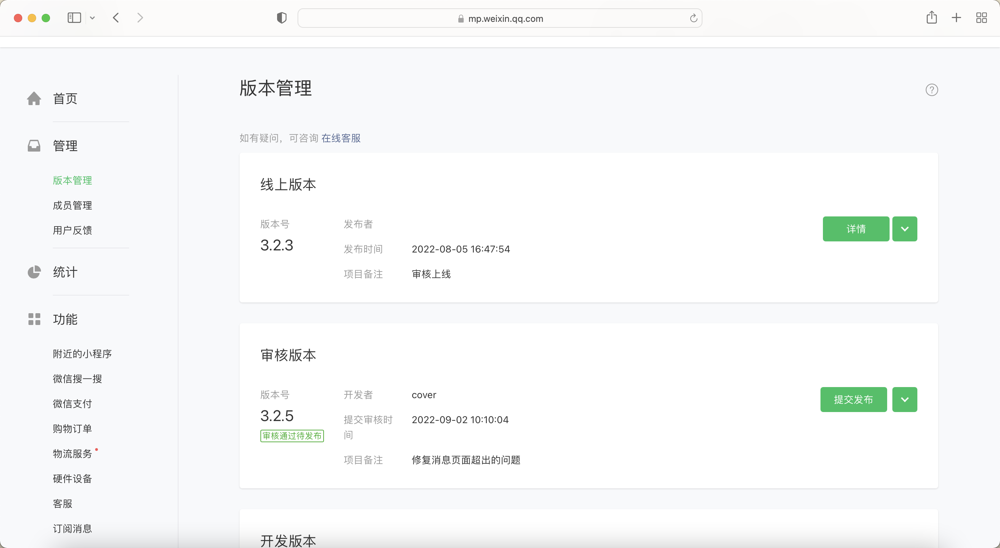 mp.weixin.qq.com
首页
管理
版本管理
成员管理
用户反馈
统计
功能
附近的小程序
微信搜一搜
微信支付
购物订单
物流服务
硬件设备
客服
订阅消息
版本管理
?
如有疑问，可咨询 在线客服
线上版本
版本号
3.2.3
发布者
发布时间 2022-08-05 16:47:54
项目备注 审核上线
详情
审核版本
版本号
3.2.5
审核通过待发布
开发者 cover
提交审核时 2022-09-02 10:10:04
间
项目备注 修复消息页面超出的问题
提交发布
开发版本